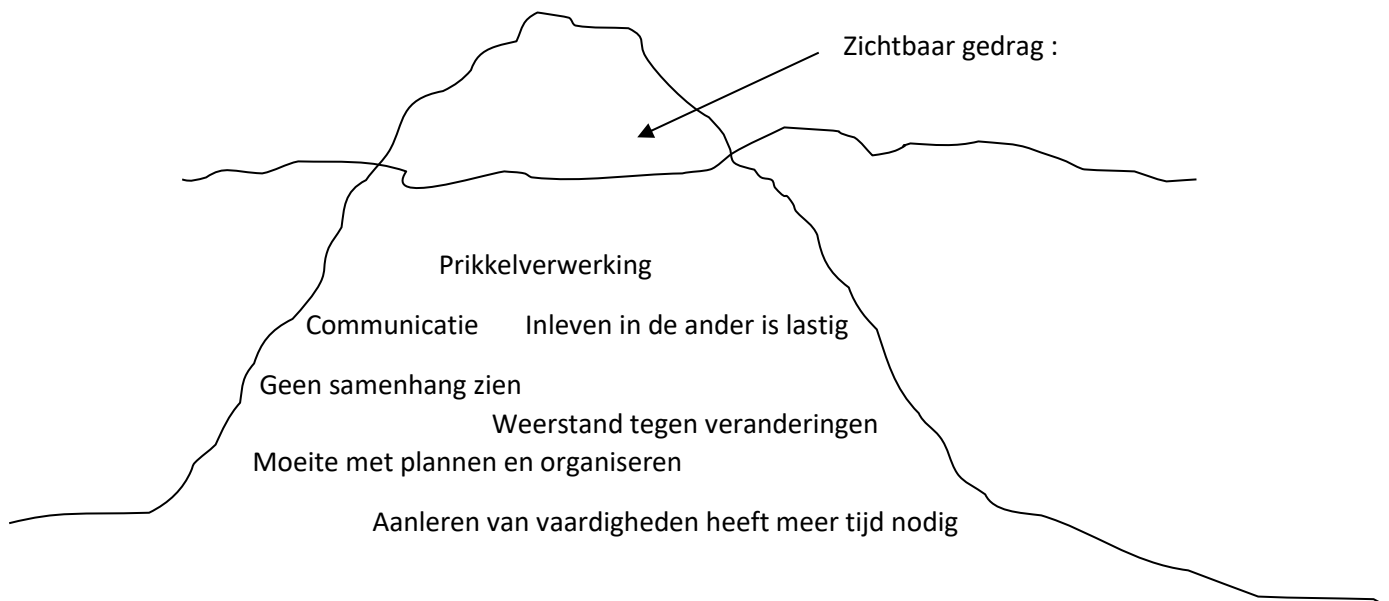 Zichtbaar gedrag :
Prikkelverwerking
Communicatie Inleven in de ander is lastig
Geen samenhang zien
Weerstand tegen veranderingen
Moeite met plannen en organiseren
Aanleren van vaardigheden heeft meer tijd nodig